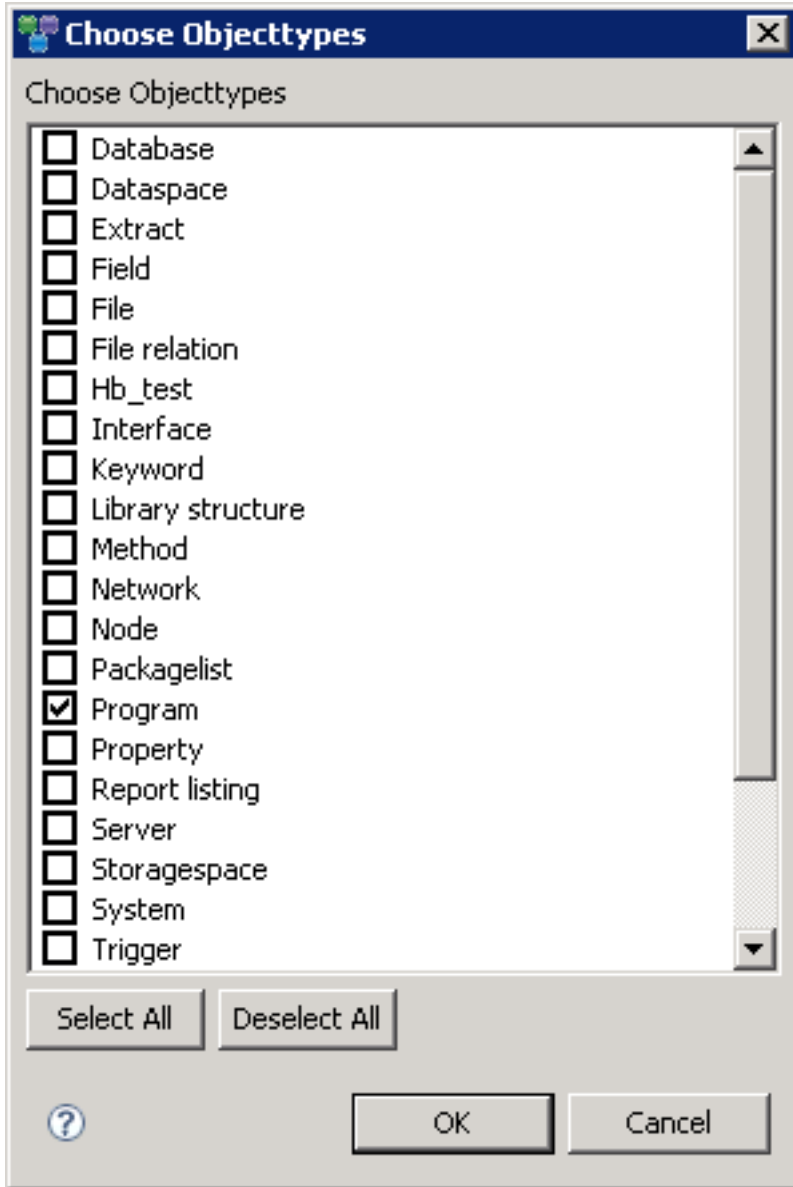 Choose Objecttypes
Choose Objecttypes
Database
Dataspace
Extract
Field
File
File relation
Hb_test
Interface
Keyword
Library structure
Method
Network
Node
Packagelist
Program
Property
Report listing
Server
Storagespace
System
Trigger
Select All Deselect All
? OK Cancel